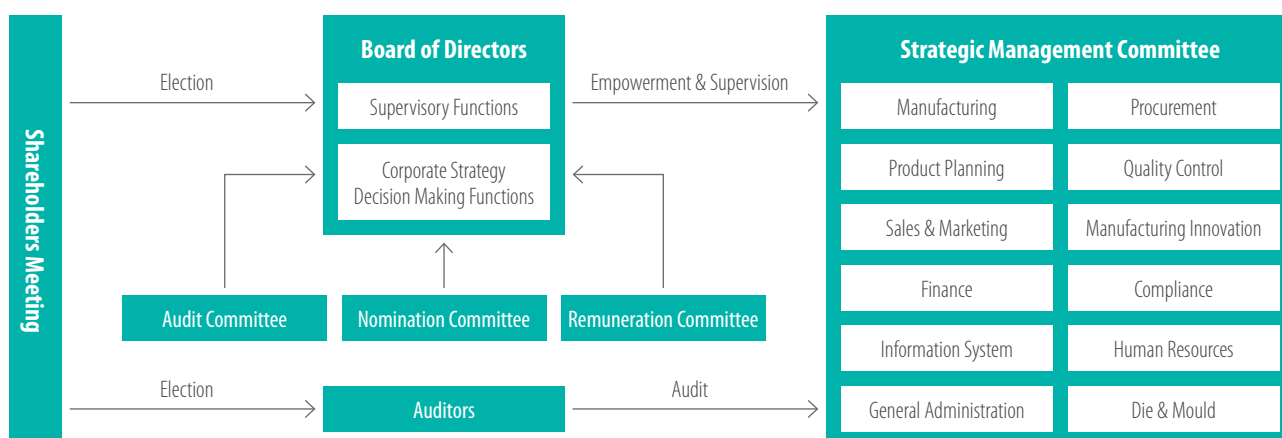 Shareholders Meeting
Election
Board of Directors
Supervisory Functions
Corporate Strategy
Decision Making Functions
Empowerment & Supervision
Audit Committee
Nomination Committee
Remuneration Committee
Election
Auditors
Audit
Strategic Management Committee
Manufacturing
Procurement
Product Planning
Quality Control
Sales & Marketing
Manufacturing Innovation
Finance
Compliance
Information System
Human Resources
General Administration
Die & Mould